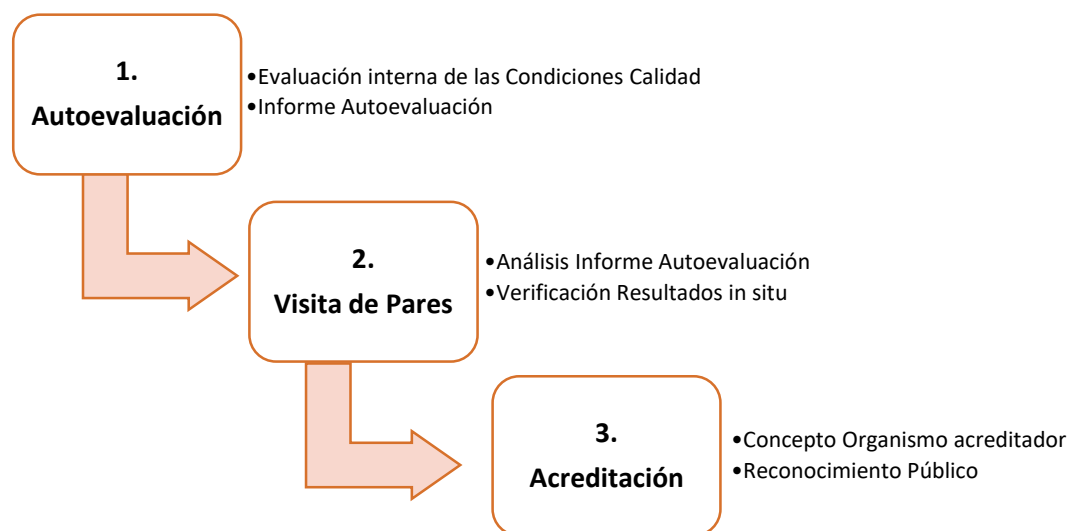 1.
Autoevaluación
•Evaluación interna de las Condiciones Calidad
•Informe Autoevaluación
2.
Visita de Pares
•Análisis Informe Autoevaluación
•Verificación Resultados in situ
3.
Acreditación
•Concepto Organismo acreditador
•Reconocimiento Público